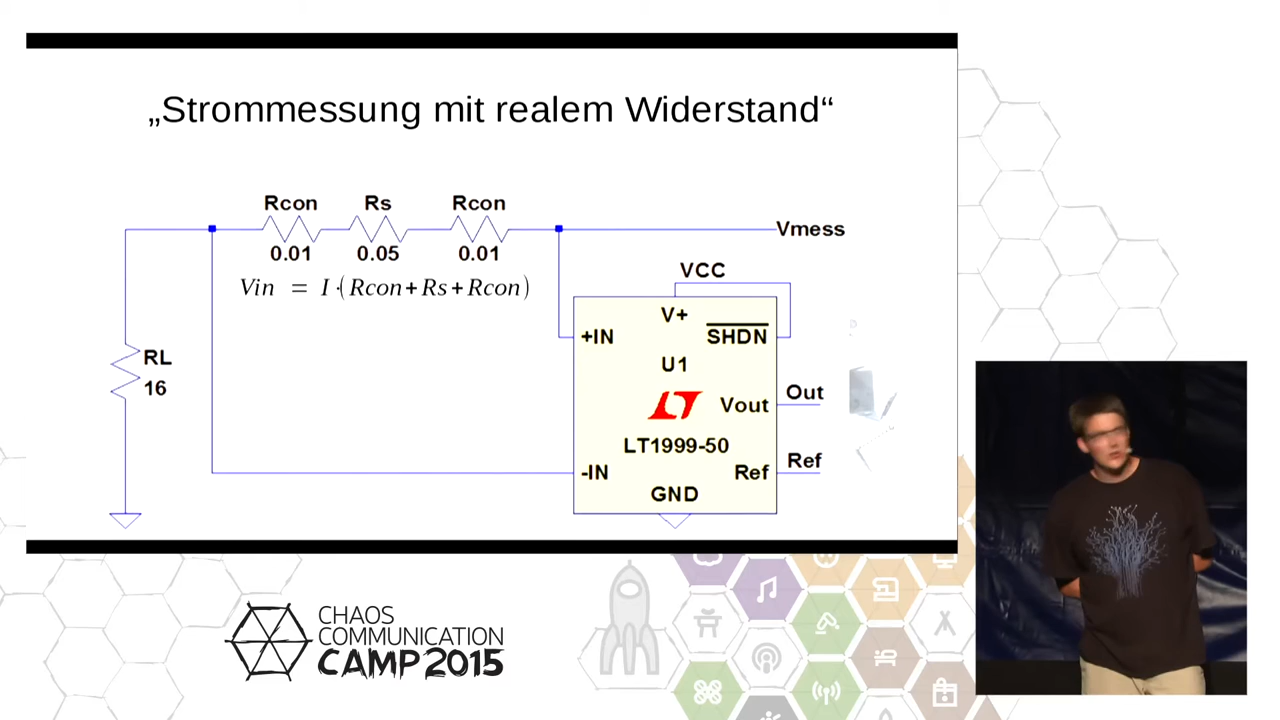 „Strommessung mit realem Widerstand“
Rcon Rs Rcon
0.01 0.05 0.01
Vmess
Vin = I·(Rcon+Rs+Rcon)
VCC
V+
+IN
SHDN
U1
RL
16
Vout
Out
LT1999-50
-IN
Ref
Ref
GND
CHAOS
COMMUNICATION
CAMP 2015